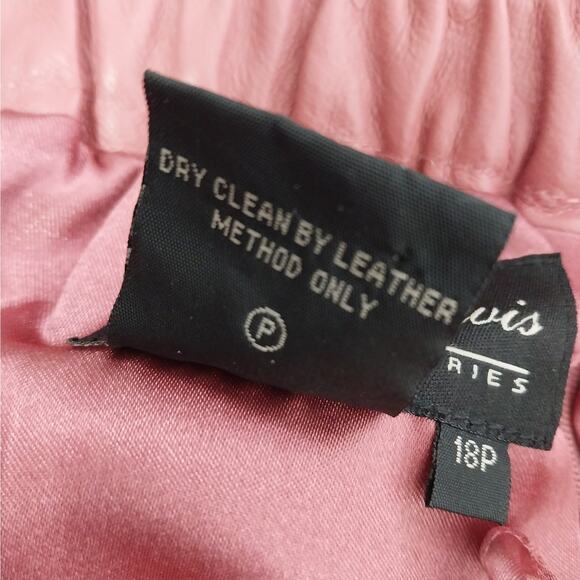 DRY CLEAN BY LEATHER
METHOD ONLY
P
18P